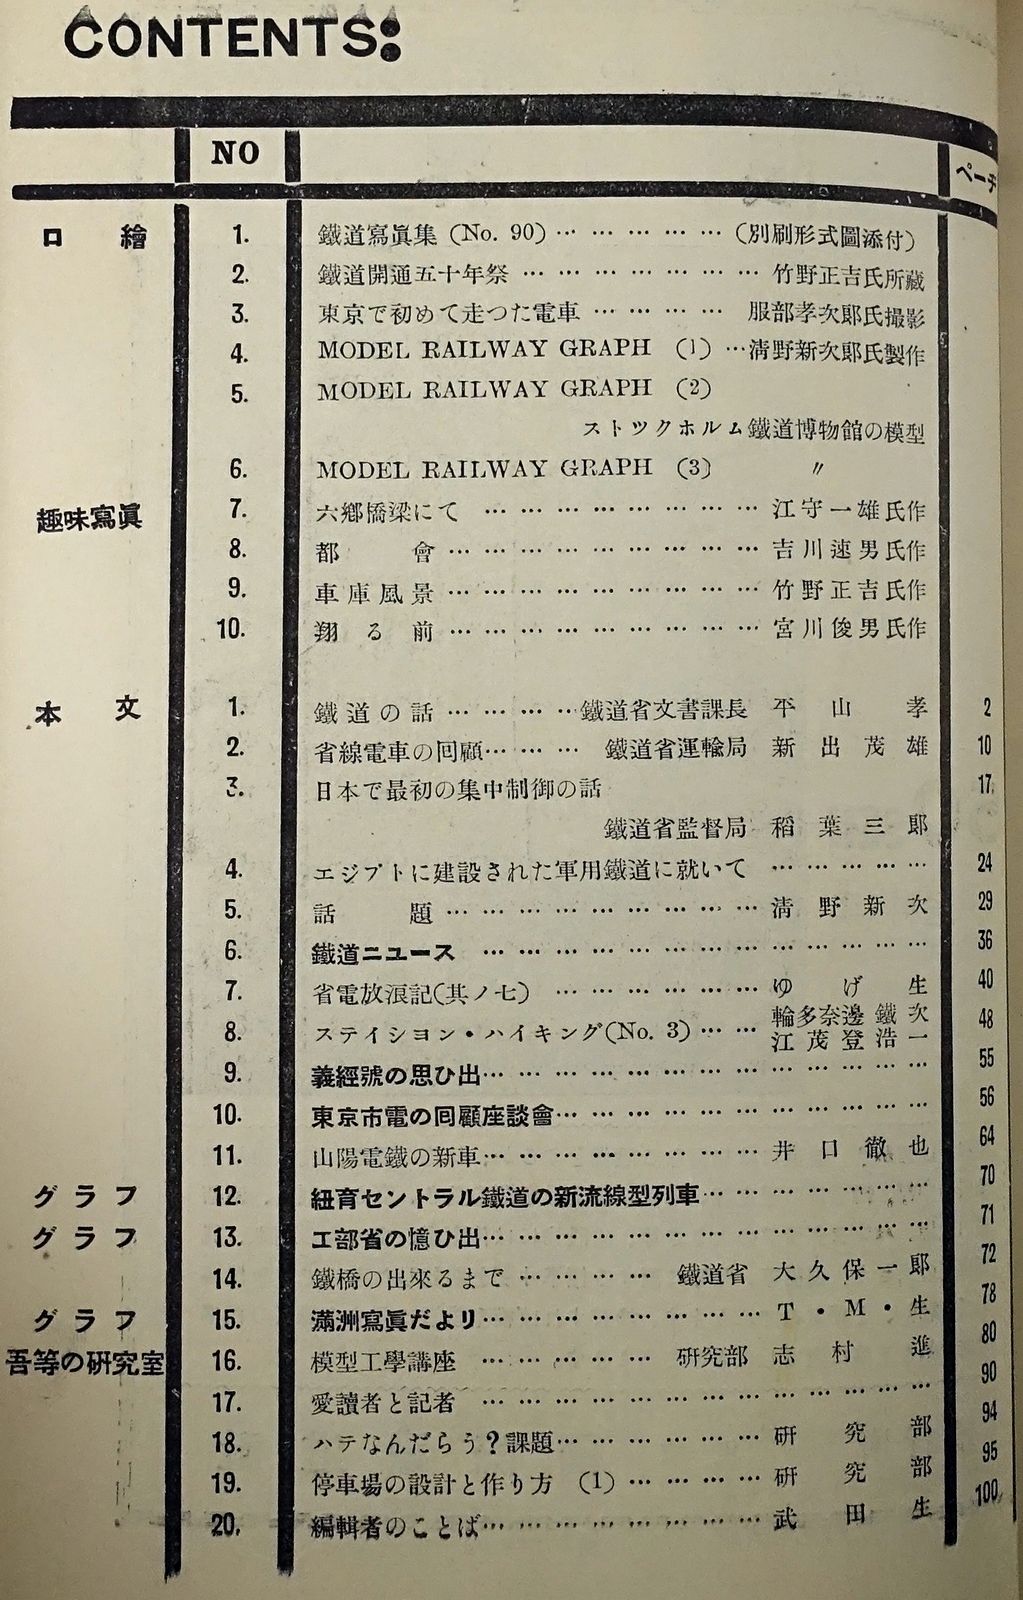 CONTENTS:
NO ページ
口繪 1. 鐵道寫眞集 (No. 90) … … … … … (別刷形式圖添付)
2. 鐵道開通五十年祭 … … … … … … … 竹野正吉氏所藏
3. 東京で初めて走つた電車 … … … … 服部孝次郞氏撮影
4. MODEL RAILWAY GRAPH (1) … 淸野新次郞氏製作
5. MODEL RAILWAY GRAPH (2)
ストツクホルム鐵道博物館の模型
6. MODEL RAILWAY GRAPH (3) 〃
趣味寫眞 7. 六鄕橋梁にて … … … … … … … … 江守一雄氏作
8. 都會 … … … … … … … … … 吉川速男氏作
9. 車庫風景 … … … … … … … … … 竹野正吉氏作
10. 翔る前 … … … … … … … … … 宮川俊男氏作
本文 1. 鐵道の話 … … … … 鐵道省文書課長 平山孝 2
2. 省線電車の回顧 … … … … 鐵道省運輸局 新出茂雄 10
3. 日本で最初の集中制御の話 17
鐵道省監督局 稻葉三郞
4. エジプトに建設された軍用鐵道に就いて … … … … … 24
5. 話題 … … … … … … … … … 淸野新次 29
6. 鐵道ニュース … … … … … … … … … … … … … 36
7. 省電放浪記(其ノ七) … … … … … … ゆげ生 40
8. ステイシヨン・ハイキング(No. 3) … … 輪多奈邊鐵次 48
江茂登浩一
9. 義經號の思ひ出 … … … … … … … … … … … … … 55
10. 東京市電の回顧座談會 … … … … … … … … … … … 56
11. 山陽電鐵の新車 … … … … … … … … 井口徹也 64
グラフ 12. 紐育セントラル鐵道の新流線型列車 … … … … … … … 70
グラフ 13. 工部省の憶ひ出 … … … … … … … … … … … … … 71
14. 鐵橋の出來るまで … … … … 鐵道省 大久保一郞 72
グラフ 15. 滿洲寫眞だより … … … … … … … … T・M・生 78
吾等の硏究室 16. 模型工學講座 … … … … … 硏究部 志村進 80
17. 愛讀者と記者 … … … … … … … … … … … … … 90
18. ハテなんだらう？課題 … … … … … … 硏究部 94
19. 停車場の設計と作り方 (1) … … … … 硏究部 95
20. 編輯者のことば … … … … … … … … 武田生 100